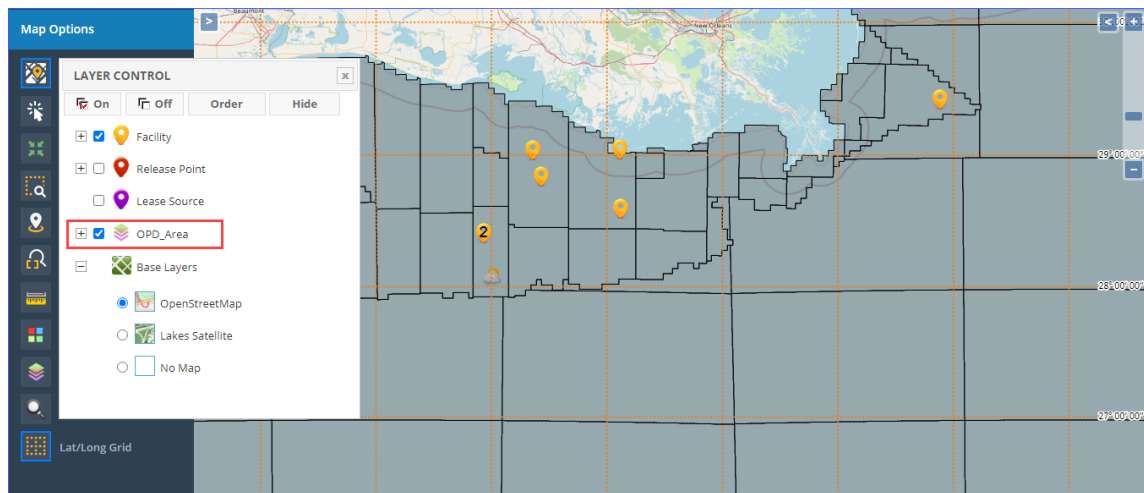 Map Options
Beaumont
New Orleans
LAYER CONTROL
x
On
Off
Order
Hide
Facility
Release Point
Lease Source
OPD_Area
Base Layers
OpenStreetMap
Lakes Satellite
No Map
Lat/Long Grid
2
29°00'00"
28°00'00"
27°00'00"